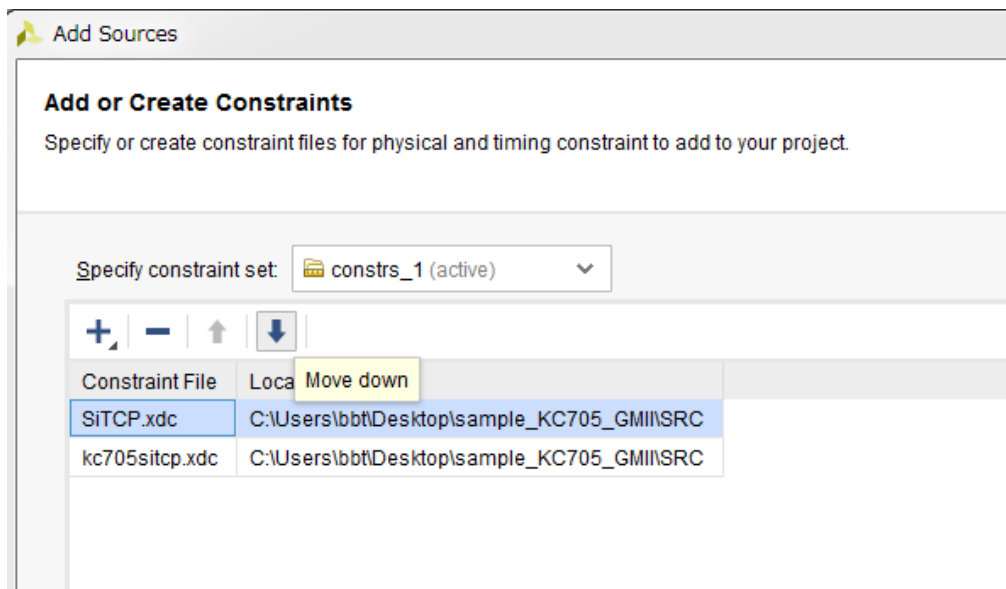 Add Sources
Add or Create Constraints
Specify or create constraint files for physical and timing constraint to add to your project.
Specify constraint set: constrs_1 (active)
Move down
Constraint File Loca
SiTCP.xdc C:\Users\bbt\Desktop\sample_KC705_GMII\SRC
kc705sitcp.xdc C:\Users\bbt\Desktop\sample_KC705_GMII\SRC